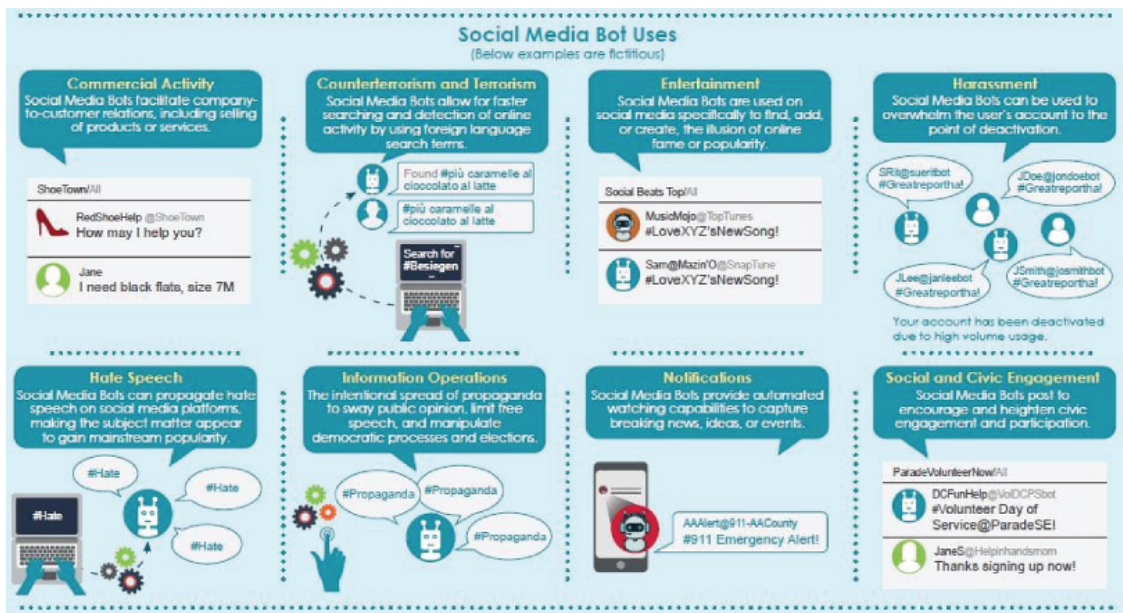 Social Media Bot Uses
(Below examples are fictitious)
Commercial Activity
Social Media Bots facilitate company-
to-customer relations, including selling
of products or services.
ShoeTown/All
RedShoeHelp @ShoeTown
How may I help you?
Jane
I need black flats, size 7M
Counterterrorism and Terrorism
Social Media Bots allow for faster
searching and detection of online
activity by using foreign language
search terms.
Found #più caramelle al
cioccolato al latte
#più caramelle al
cioccolato al latte
Search for
#Besiegen
Entertainment
Social Media Bots are used on
social media specifically to find, add,
or create, the illusion of online
fame or popularity.
Social Beats Top/All
MusicMojo@TopTunes
#LoveXYZ'sNewSong!
Sam@Mazin'O@SnapTune
#LoveXYZ'sNewSong!
Harassment
Social Media Bots can be used to
overwhelm the user's account to the
point of deactivation.
SRit@sueritbot
#Greatreportha!
JDoe@jondoebot
#Greatreportha!
JLee@janleebot
#Greatreportha!
JSmith@josmithbot
#Greatreportha!
Your account has been deactivated
due to high volume usage.
Hate Speech
Social Media Bots can propagate hate
speech on social media platforms,
making the subject matter appear
to gain mainstream popularity.
#Hate
#Hate
#Hate
#Hate
Information Operations
The intentional spread of propaganda
to sway public opinion, limit free
speech, and manipulate
democratic processes and elections.
#Propaganda
#Propaganda
#Propaganda
Notifications
Social Media Bots provide automated
watching capabilities to capture
breaking news, ideas, or events.
AAAlert@911-AACounty
#911 Emergency Alert!
Social and Civic Engagement
Social Media Bots post to
encourage and heighten civic
engagement and participation.
ParadeVolunteerNow/All
DCFunHelp@VolDCPSbot
#Volunteer Day of
Service@ParadeSE!
JaneS@Helpinhandsmom
Thanks signing up now!